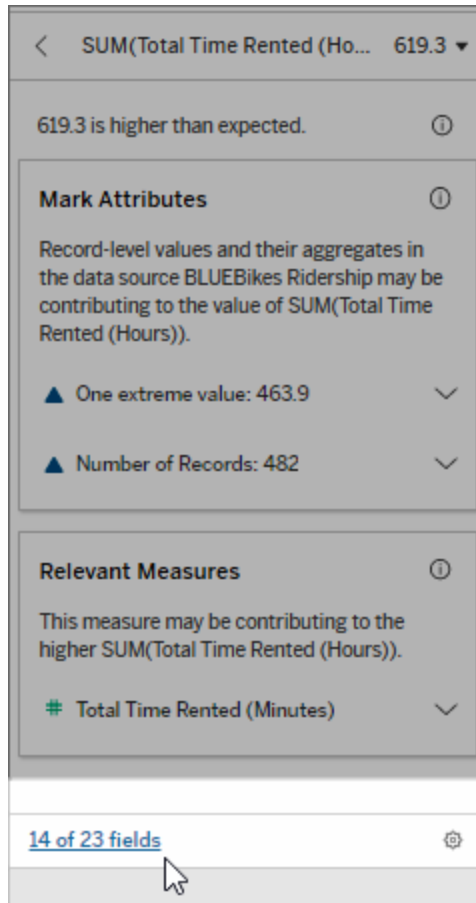 SUM(Total Time Rented (Ho... 619.3
619.3 is higher than expected.
Mark Attributes
Record-level values and their aggregates in
the data source BLUEBikes Ridership may be
contributing to the value of SUM(Total Time
Rented (Hours)).
One extreme value: 463.9
Number of Records: 482
Relevant Measures
This measure may be contributing to the
higher SUM(Total Time Rented (Hours)).
# Total Time Rented (Minutes)
14 of 23 fields